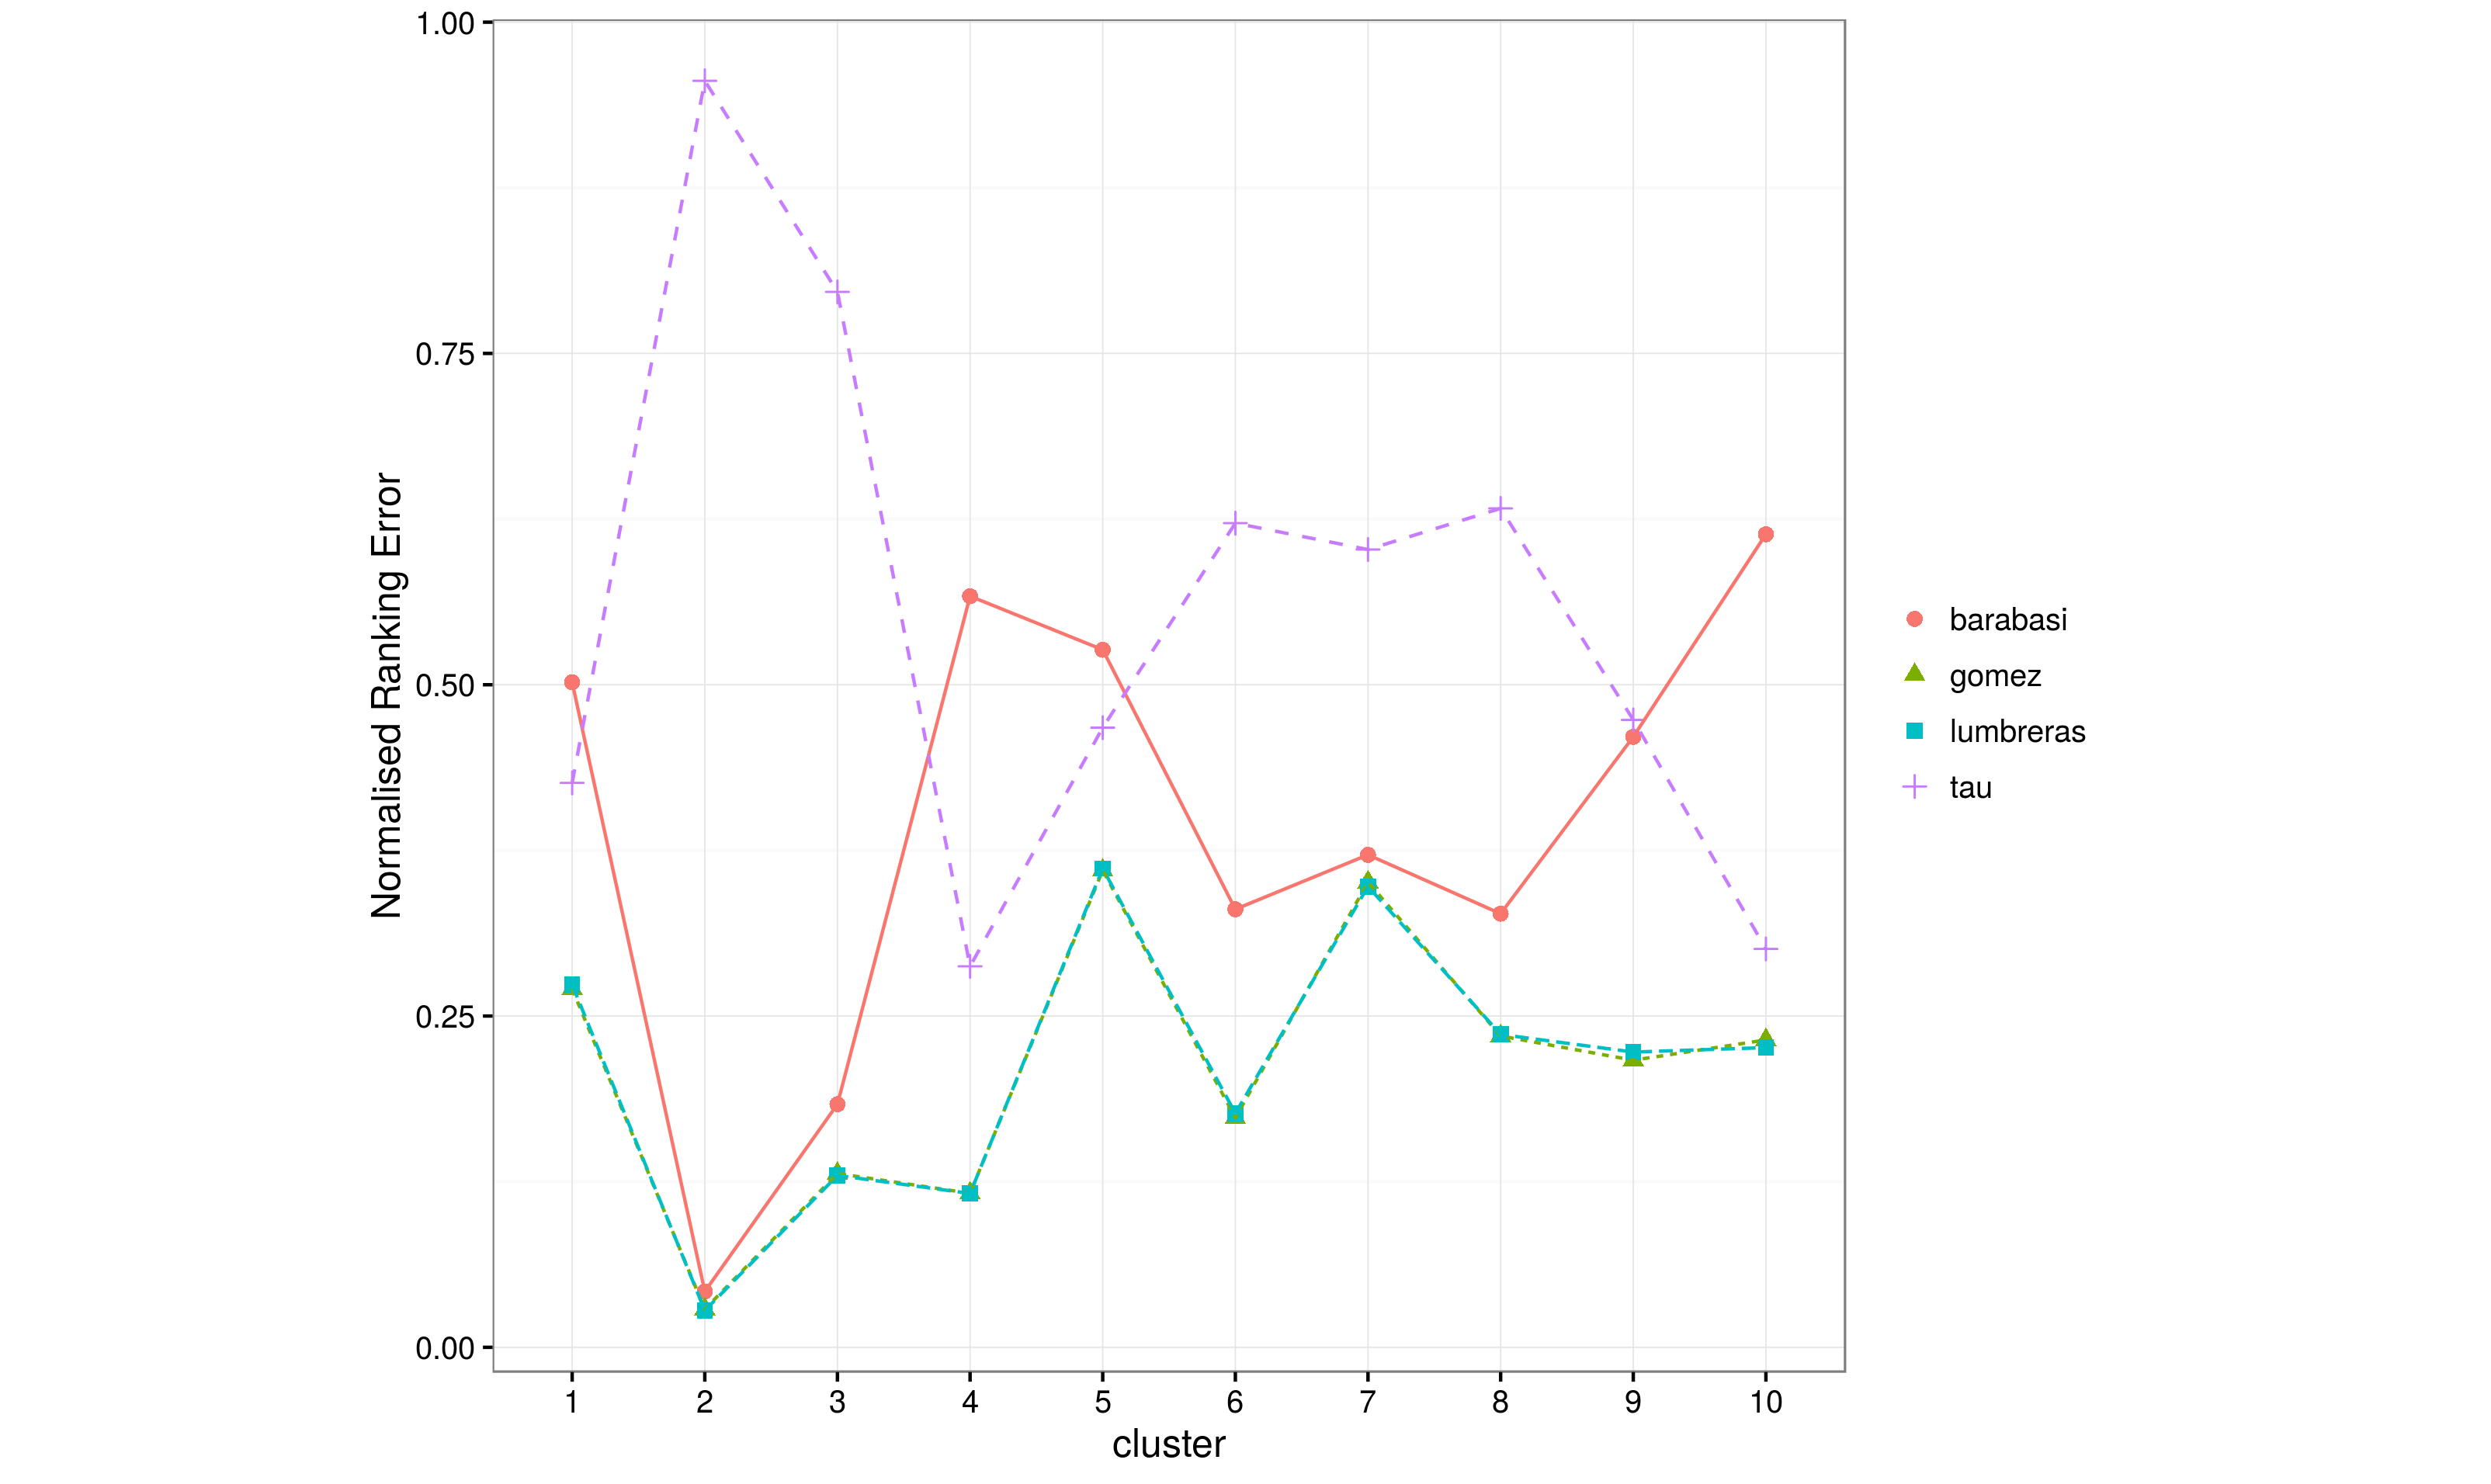 1.00
0.75
0.50
0.25
0.00
Normalised Ranking Error
1 2 3 4 5 6 7 8 9 10
cluster
barabasi
gomez
lumbreras
tau